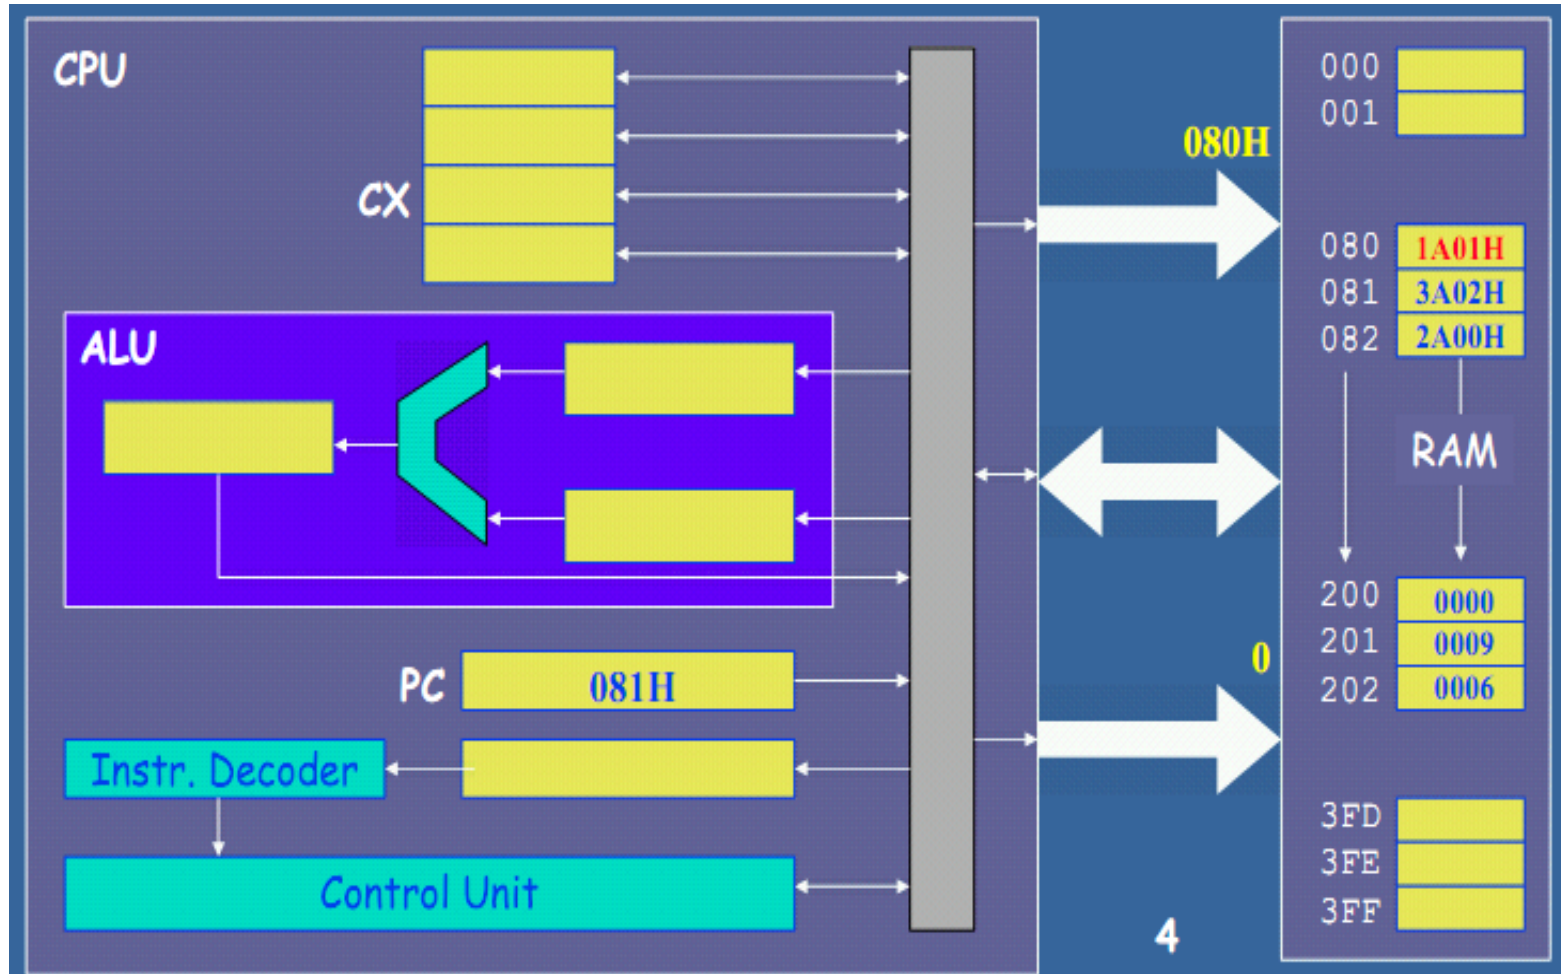 CPU
CX
ALU
PC
081H
Instr. Decoder
Control Unit
080H
0
4
000
001
080 1A01H
081 3A02H
082 2A00H
RAM
200 0000
201 0009
202 0006
3FD
3FE
3FF